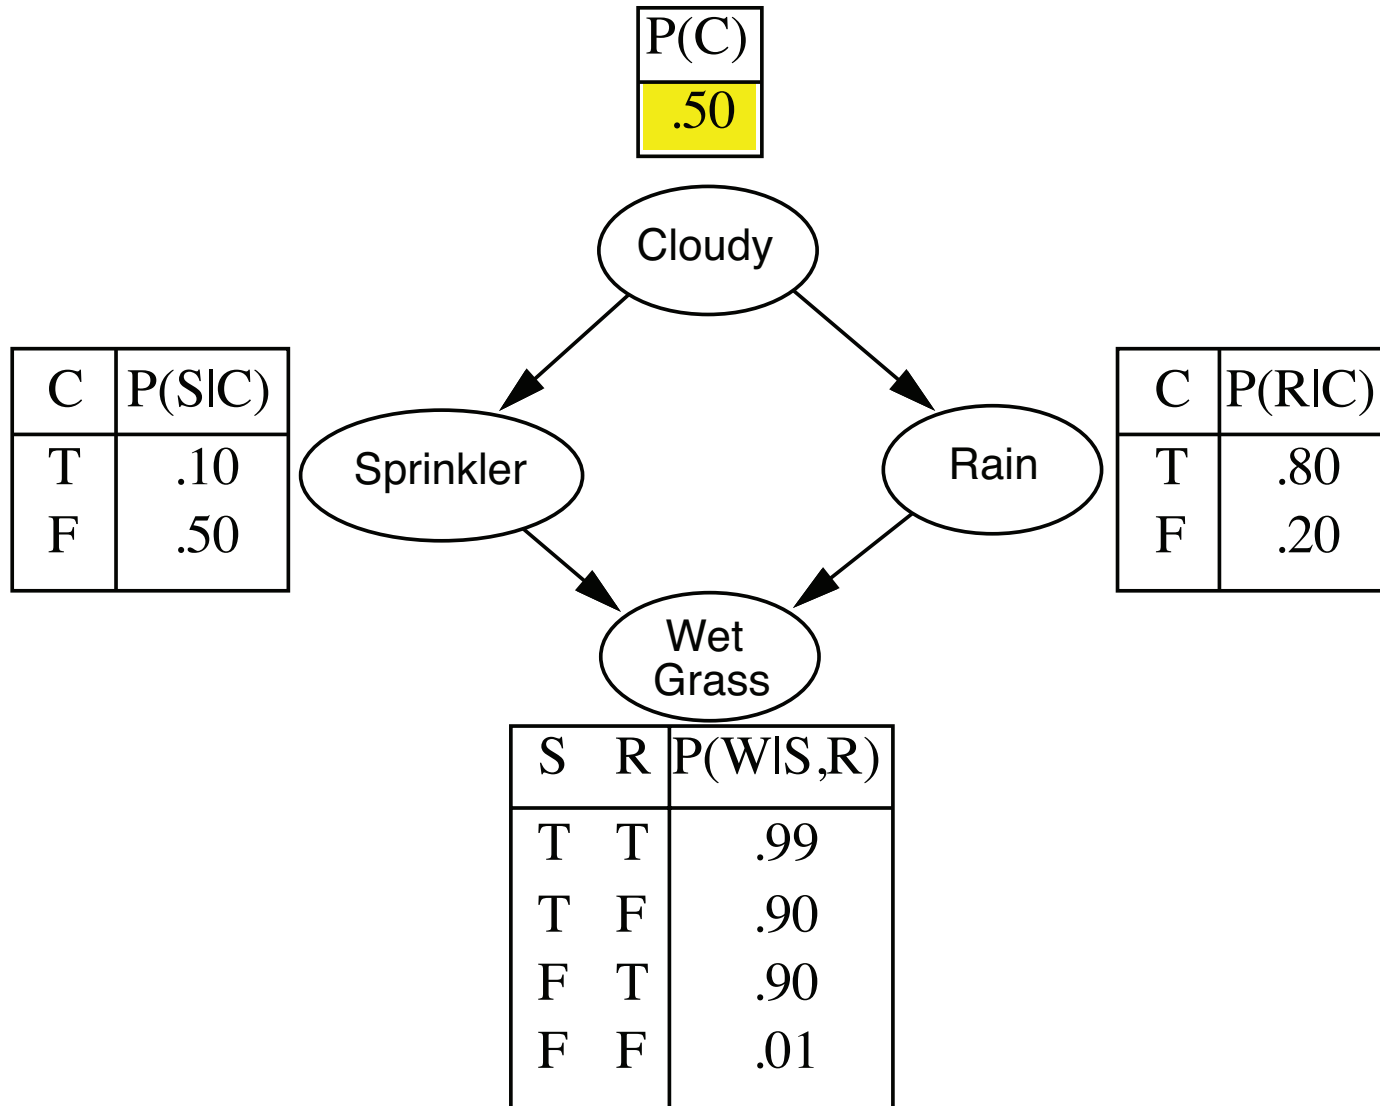 P(C)
.50
Cloudy
C P(S|C)
T .10
F .50
Sprinkler
Rain
C P(R|C)
T .80
F .20
Wet
Grass
S R P(W|S,R)
T T .99
T F .90
F T .90
F F .01